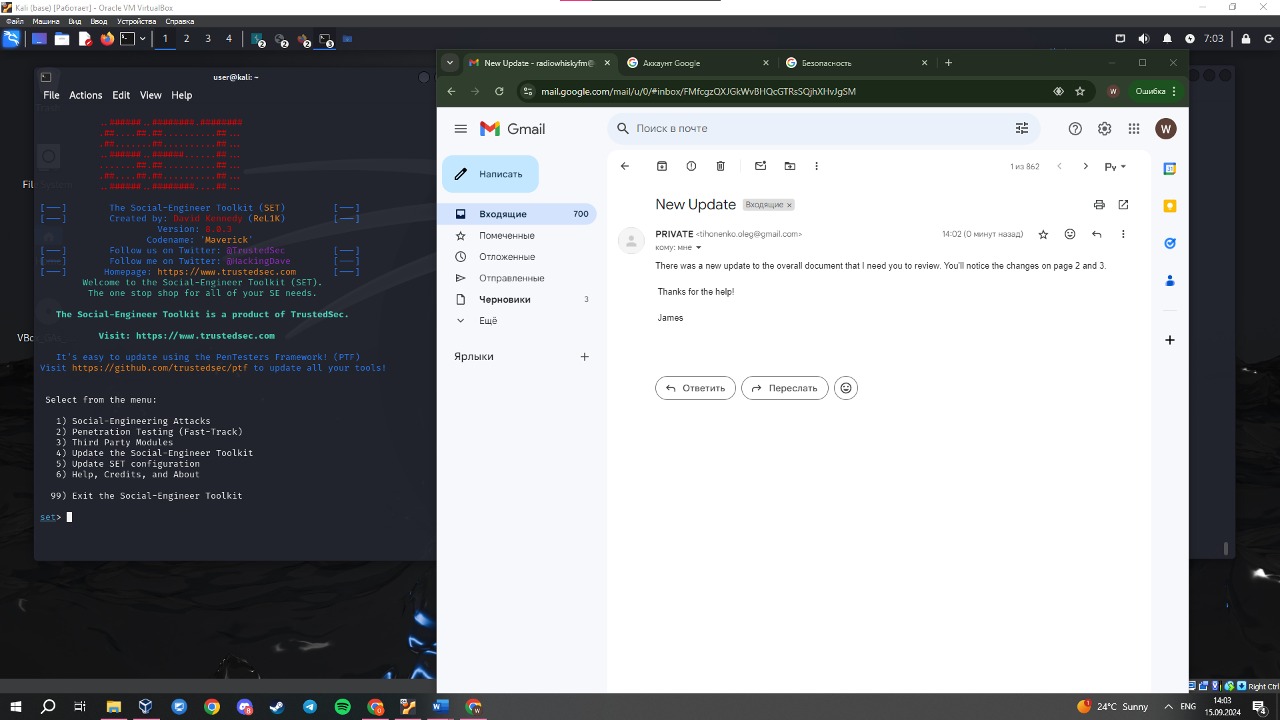 Kali (base) [Работает] - Oracle VM VirtualBox
Файл Машина Вид Ввод Устройства Справка
1 2 3 4 2 2 2 3 7:03
user@kali: ~
File Actions Edit View Help
The Social-Engineer Toolkit (SET)
Created by: David Kennedy (ReL1K)
Version: 8.0.3
Codename: 'Maverick'
Follow us on Twitter: @TrustedSec
Follow me on Twitter: @HackingDave
Homepage: https://www.trustedsec.com
Welcome to the Social-Engineer Toolkit (SET).
The one stop shop for all of your SE needs.
The Social-Engineer Toolkit is a product of TrustedSec.
Visit: https://www.trustedsec.com
It's easy to update using the PenTesters Framework! (PTF)
Visit https://github.com/trustedsec/ptf to update all your tools!
Select from the menu:
1) Social-Engineering Attacks
2) Penetration Testing (Fast-Track)
3) Third Party Modules
4) Update the Social-Engineer Toolkit
5) Update SET configuration
6) Help, Credits, and About
99) Exit the Social-Engineer Toolkit
set>
New Update - radiowhiskyfm@ Аккаунт Google Безопасность
mail.google.com/mail/u/0/#inbox/FMfcgzQXJGkWvBHQcGTRsSQjhXHvJgSM W Ошибка
Gmail Поиск в почте W
Написать
Входящие 700
Помеченные
Отложенные
Отправленные
Черновики 3
Ещё
Ярлыки
1 из 862
New Update Входящие
PRIVATE <tihonenko.oleg@gmail.com> 14:02 (0 минут назад)
кому: мне
There was a new update to the overall document that I need you to review. You'll notice the changes on page 2 and 3.
Thanks for the help!
James
Ответить Переслать
Right Ctrl
24°C Sunny ENG 14:03
15.09.2024